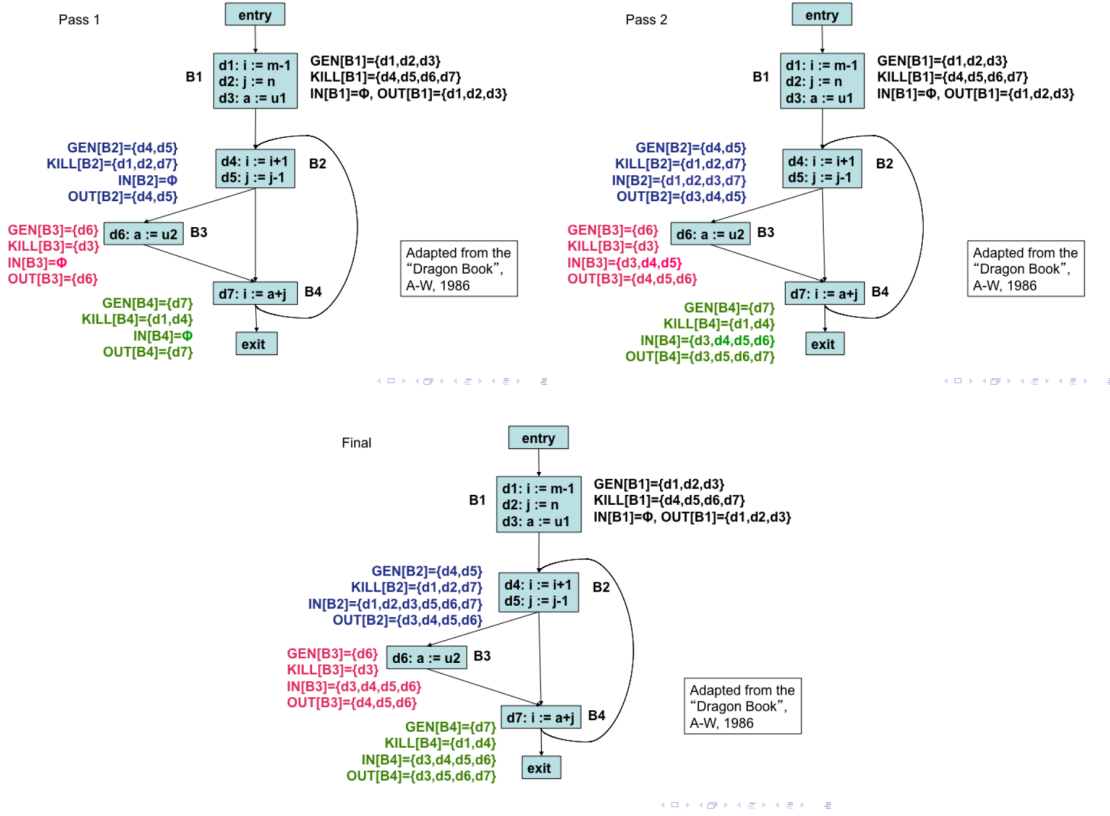 Pass 1
entry
B1
d1: i := m-1
d2: j := n
d3: a := u1
GEN[B1]={d1,d2,d3}
KILL[B1]={d4,d5,d6,d7}
IN[B1]=Φ, OUT[B1]={d1,d2,d3}
GEN[B2]={d4,d5}
KILL[B2]={d1,d2,d7}
IN[B2]=Φ
OUT[B2]={d4,d5}
d4: i := i+1
d5: j := j-1
B2
GEN[B3]={d6}
KILL[B3]={d3}
IN[B3]=Φ
OUT[B3]={d6}
d6: a := u2
B3
GEN[B4]={d7}
KILL[B4]={d1,d4}
IN[B4]=Φ
OUT[B4]={d7}
d7: i := a+j
B4
exit
Adapted from the
“Dragon Book”,
A-W, 1986
Pass 2
entry
B1
d1: i := m-1
d2: j := n
d3: a := u1
GEN[B1]={d1,d2,d3}
KILL[B1]={d4,d5,d6,d7}
IN[B1]=Φ, OUT[B1]={d1,d2,d3}
GEN[B2]={d4,d5}
KILL[B2]={d1,d2,d7}
IN[B2]={d1,d2,d3,d7}
OUT[B2]={d3,d4,d5}
d4: i := i+1
d5: j := j-1
B2
GEN[B3]={d6}
KILL[B3]={d3}
IN[B3]={d3,d4,d5}
OUT[B3]={d4,d5,d6}
d6: a := u2
B3
GEN[B4]={d7}
KILL[B4]={d1,d4}
IN[B4]={d3,d4,d5,d6}
OUT[B4]={d3,d5,d6,d7}
d7: i := a+j
B4
exit
Adapted from the
“Dragon Book”,
A-W, 1986
Final
entry
B1
d1: i := m-1
d2: j := n
d3: a := u1
GEN[B1]={d1,d2,d3}
KILL[B1]={d4,d5,d6,d7}
IN[B1]=Φ, OUT[B1]={d1,d2,d3}
GEN[B2]={d4,d5}
KILL[B2]={d1,d2,d7}
IN[B2]={d1,d2,d3,d5,d6,d7}
OUT[B2]={d3,d4,d5,d6}
d4: i := i+1
d5: j := j-1
B2
GEN[B3]={d6}
KILL[B3]={d3}
IN[B3]={d3,d4,d5,d6}
OUT[B3]={d4,d5,d6}
d6: a := u2
B3
GEN[B4]={d7}
KILL[B4]={d1,d4}
IN[B4]={d3,d4,d5,d6}
OUT[B4]={d3,d5,d6,d7}
d7: i := a+j
B4
exit
Adapted from the
“Dragon Book”,
A-W, 1986